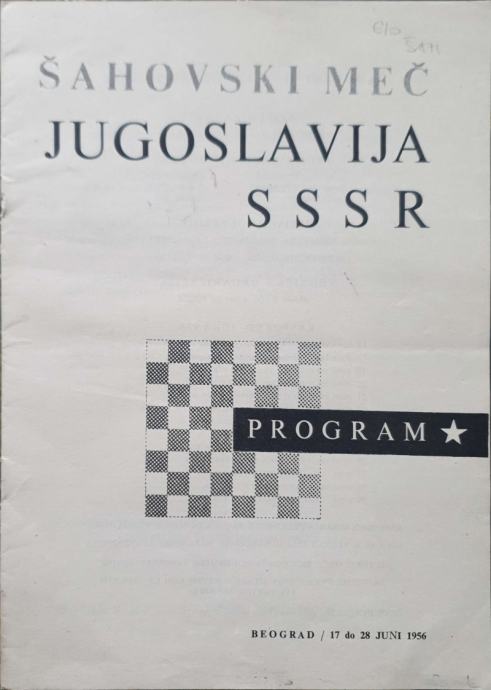 ŠAHOVSKI MEČ
JUGOSLAVIJA
SSSR
PROGRAM
BEOGRAD / 17 do 28 JUNI 1956